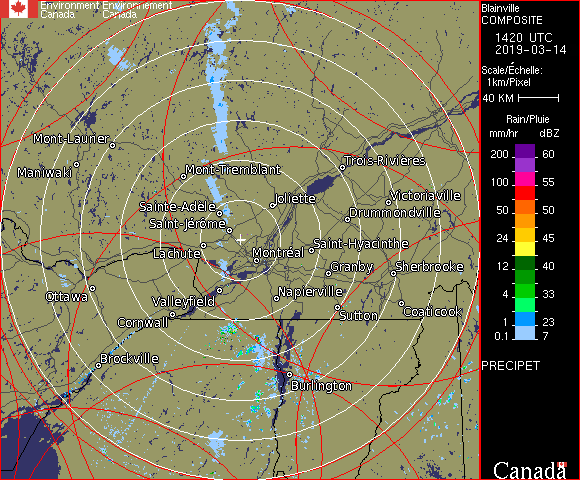 Environment Environnement
Canada Canada
Mont-Laurier
Maniwaki
Mont-Tremblant
Trois-Rivières
Sainte-Adèle
Joliette
Victoriaville
Drummondville
Saint-Jérôme
Lachute
Montréal
Saint-Hyacinthe
Granby
Sherbrooke
Ottawa
Valleyfield
Napierville
Cornwall
Sutton
Coaticook
Brockville
Burlington
Blainville
COMPOSITE
1420 UTC
2019-03-14
Scale/Échelle:
1km/Pixel
40 KM
Rain/Pluie
mm/hr dBZ
200 60
150 57
100 55
50 50
24 45
12 40
4 33
1 23
0.1 7
PRECIPET
Canada